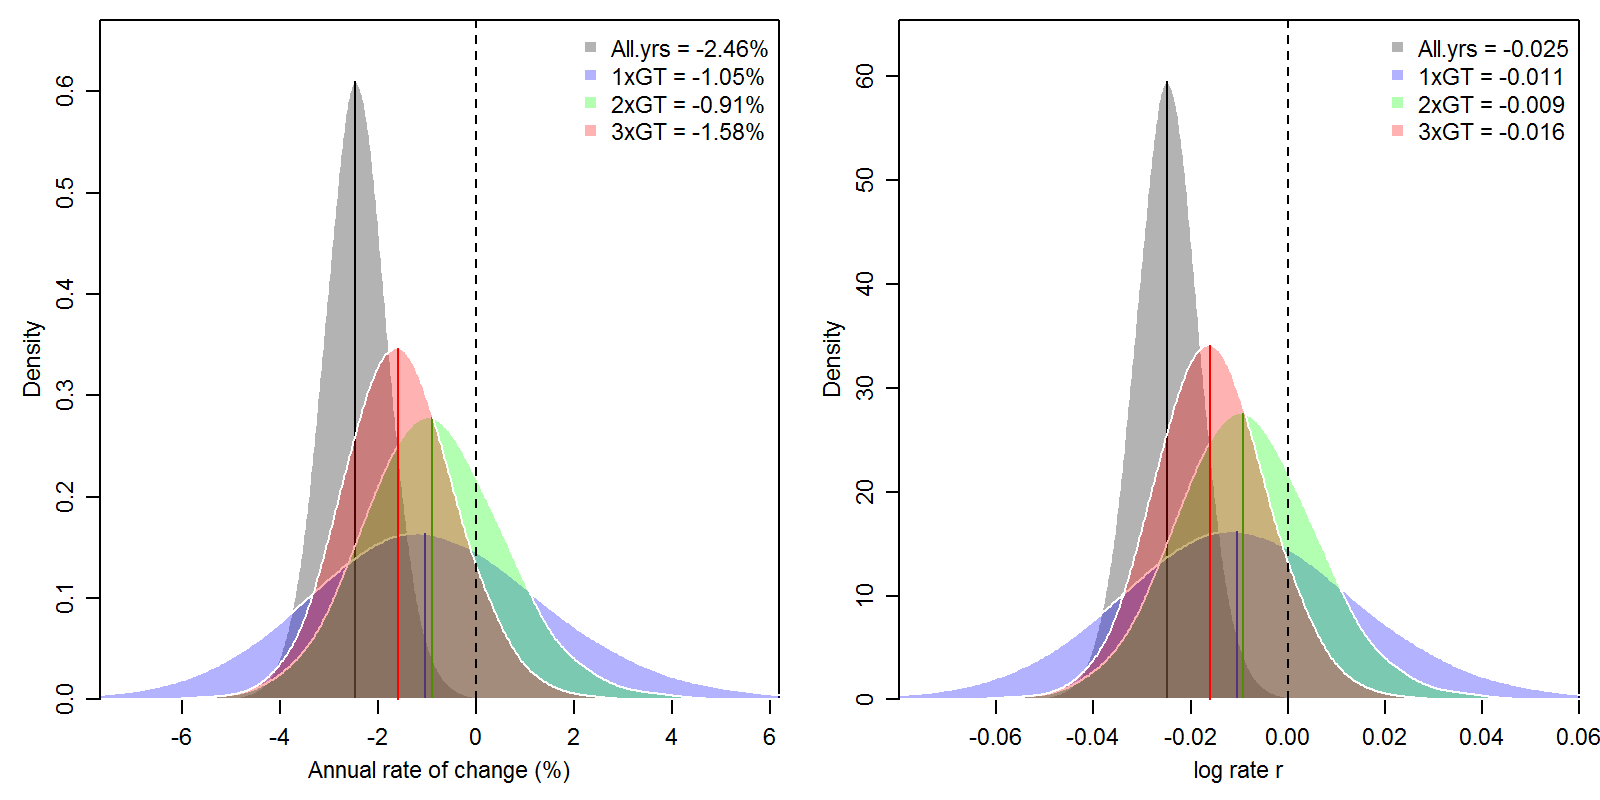 All.yrs = -2.46%
1xGT = -1.05%
2xGT = -0.91%
3xGT = -1.58%
0.6
0.5
0.4
0.3
0.2
0.1
0.0
Density
-6 -4 -2 0 2 4 6
Annual rate of change (%)
All.yrs = -0.025
1xGT = -0.011
2xGT = -0.009
3xGT = -0.016
60
50
40
30
20
10
0
Density
-0.06 -0.04 -0.02 0.00 0.02 0.04 0.06
log rate r